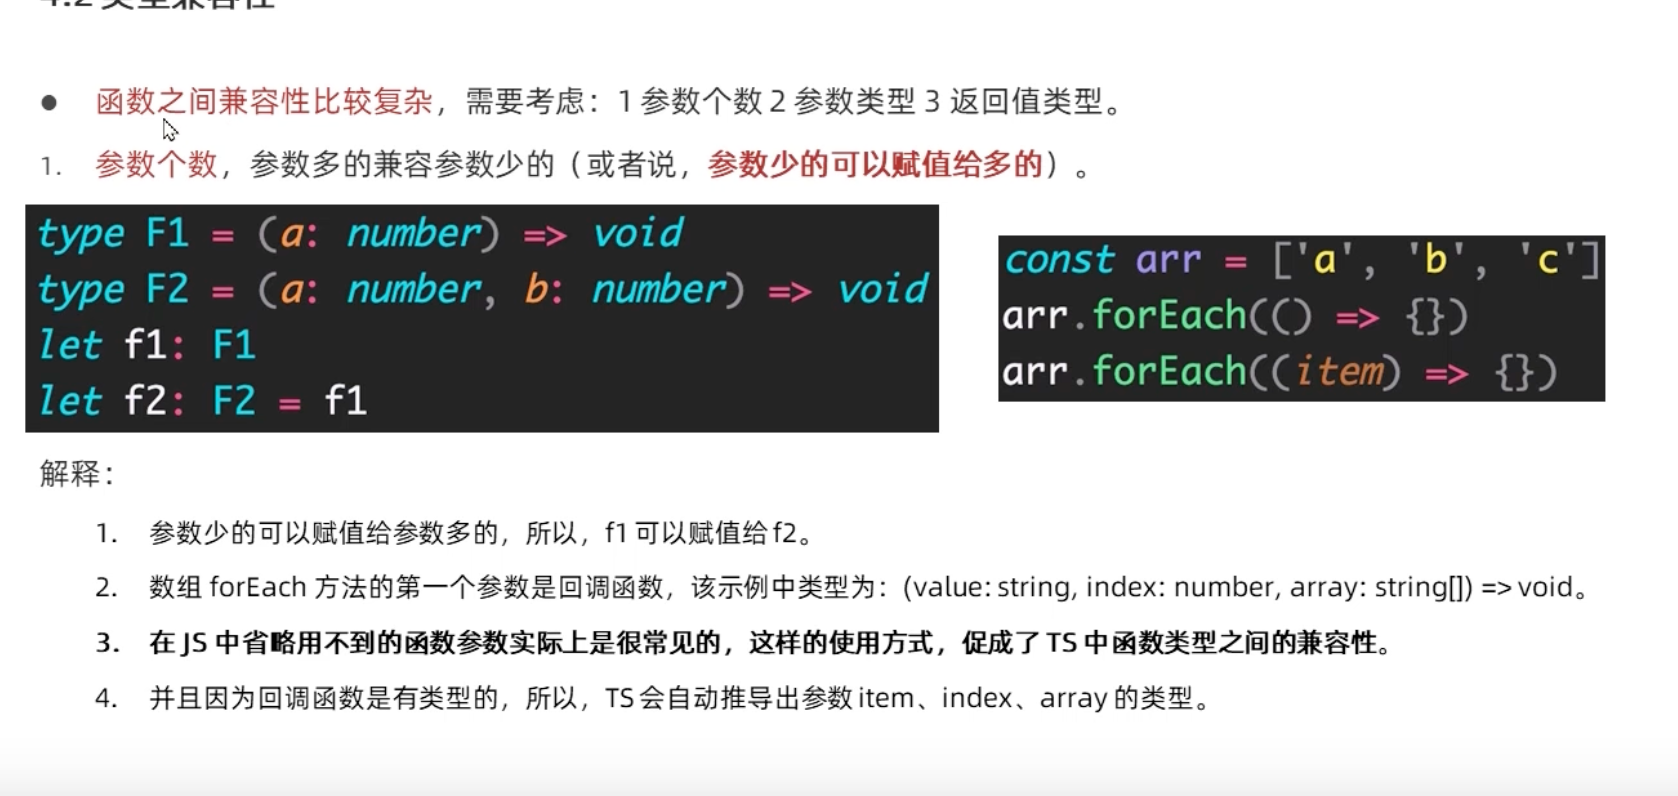 4.2 类型兼容性
● 函数之间兼容性比较复杂，需要考虑：1 参数个数 2 参数类型 3 返回值类型。
1. 参数个数，参数多的兼容参数少的（或者说，参数少的可以赋值给多的）。
type F1 = (a: number) => void
type F2 = (a: number, b: number) => void
let f1: F1
let f2: F2 = f1
const arr = ['a', 'b', 'c']
arr.forEach(() => {})
arr.forEach((item) => {})
解释：
1. 参数少的可以赋值给参数多的，所以，f1 可以赋值给 f2。
2. 数组 forEach 方法的第一个参数是回调函数，该示例中类型为：(value: string, index: number, array: string[]) => void。
3. 在 JS 中省略用不到的函数参数实际上是很常见的，这样的使用方式，促成了 TS 中函数类型之间的兼容性。
4. 并且因为回调函数是有类型的，所以，TS 会自动推导出参数 item、index、array 的类型。